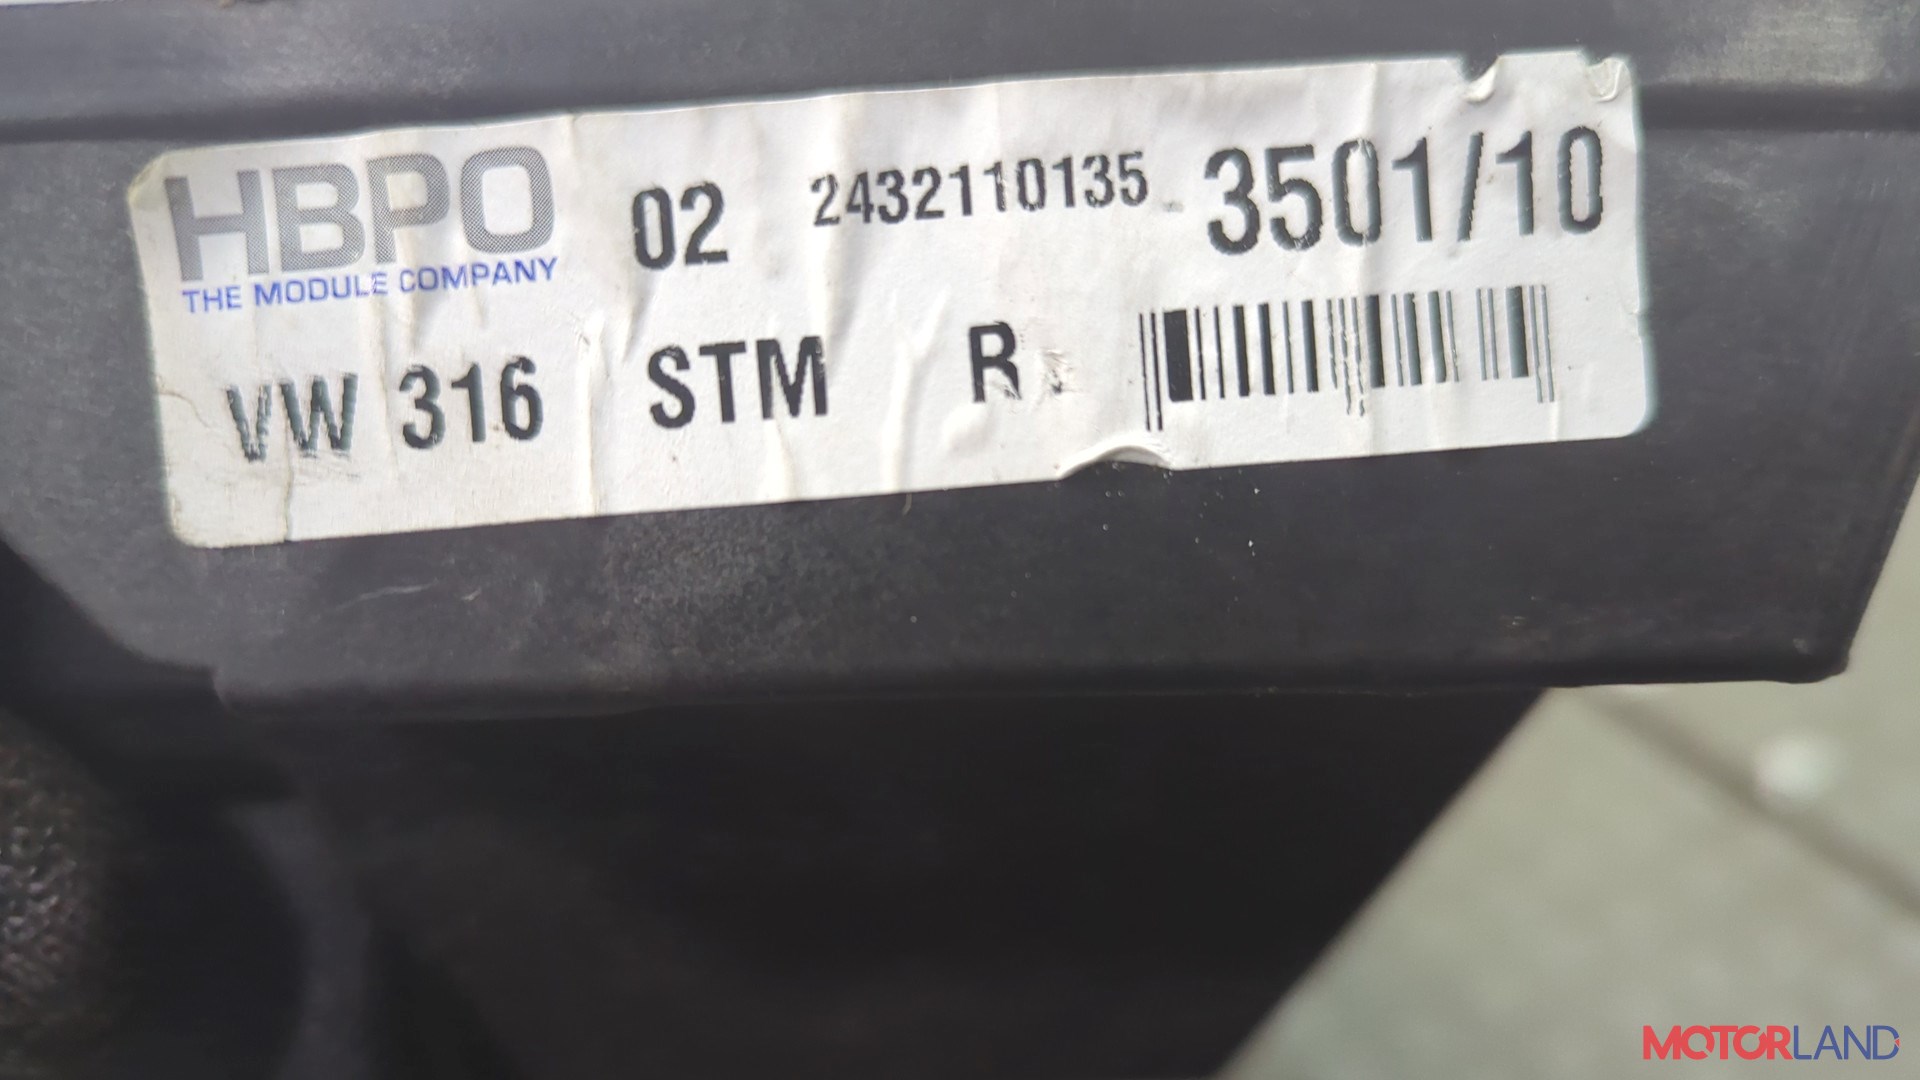 HBPO 02 2432110135 3501/10
THE MODULE COMPANY
VW 316 STM R
MOTORLAND